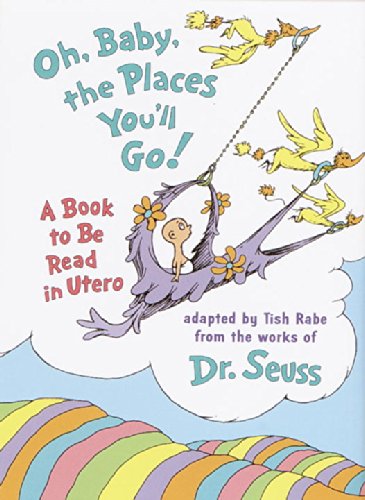 Oh, Baby,
the Places
You'll
Go!
A Book
to Be
Read
in Utero
adapted by Tish Rabe
from the works of
Dr. Seuss